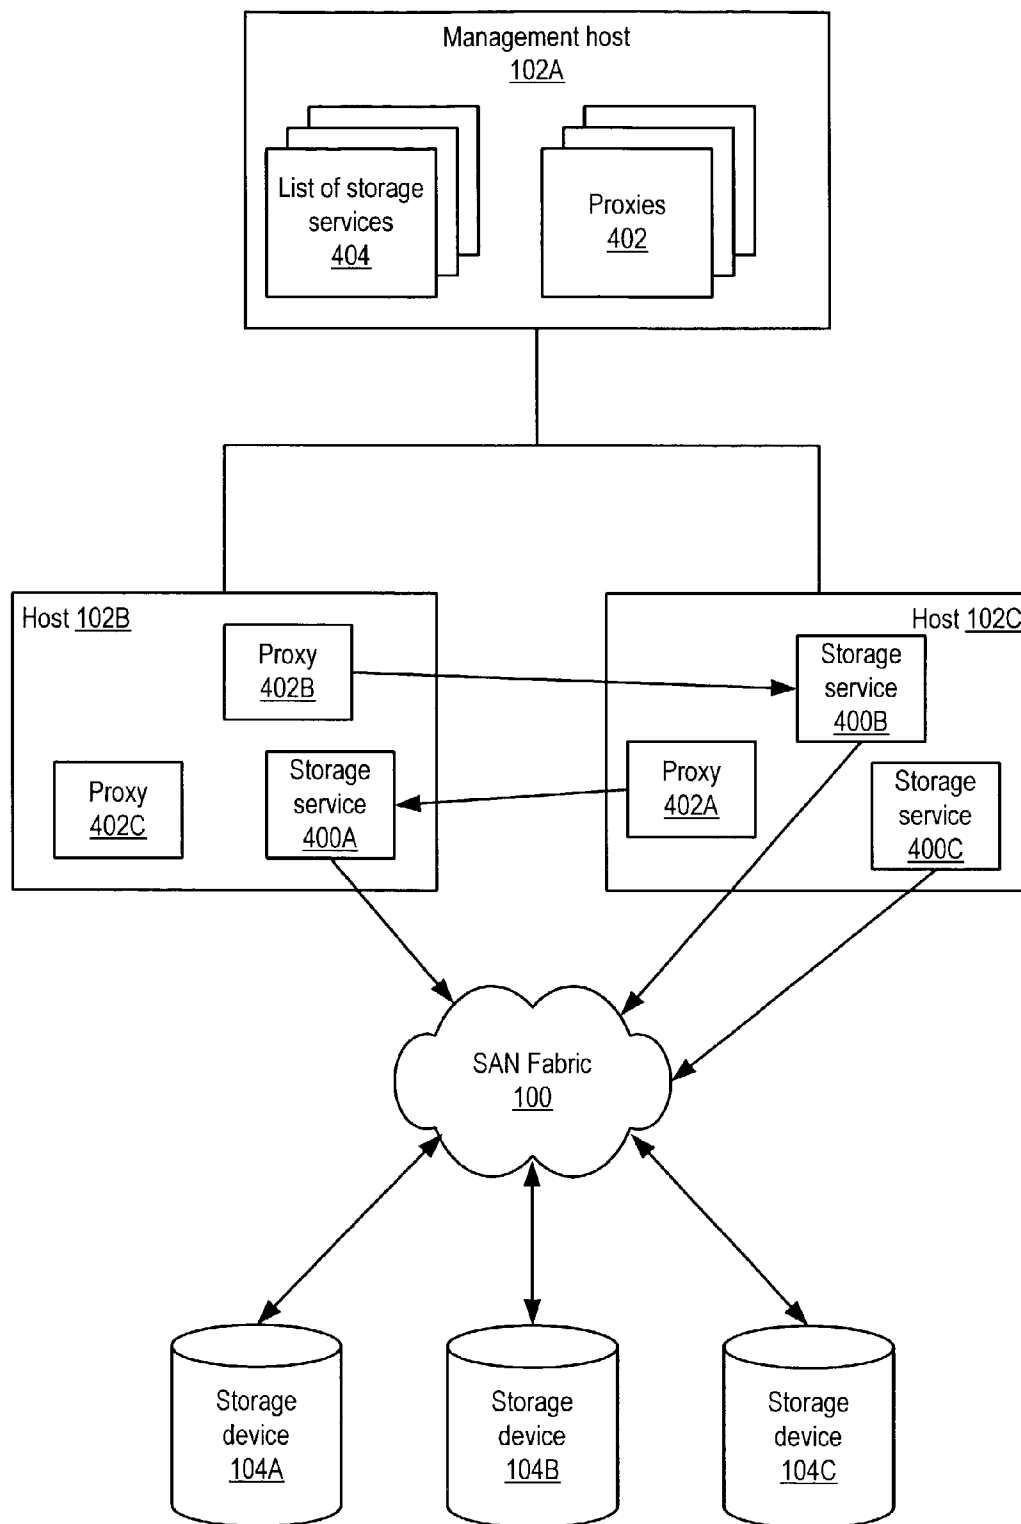 Management host
102A
List of storage
services
404
Proxies
402
Host 102B
Proxy
402B
Storage
service
400A
Proxy
402C
Host 102C
Storage
service
400B
Proxy
402A
Storage
service
400C
SAN Fabric
100
Storage
device
104A
Storage
device
104B
Storage
device
104C